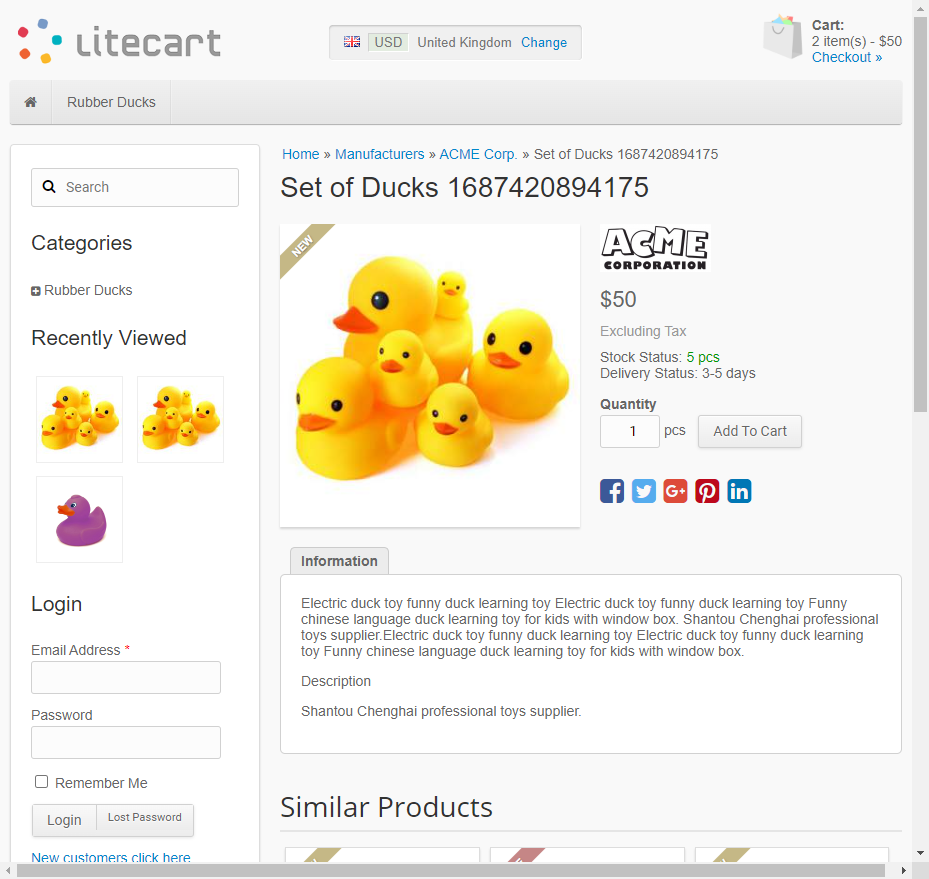 litecart
USD United Kingdom Change
Cart:
2 item(s) - $50
Checkout »
Rubber Ducks
Search
Categories
Rubber Ducks
Recently Viewed
Login
Email Address *
Password
Remember Me
Login Lost Password
New customers click here
Home » Manufacturers » ACME Corp. » Set of Ducks 1687420894175
Set of Ducks 1687420894175
NEW
ACME
CORPORATION
$50
Excluding Tax
Stock Status: 5 pcs
Delivery Status: 3-5 days
Quantity
1 pcs Add To Cart
Information
Electric duck toy funny duck learning toy Electric duck toy funny duck learning toy Funny
chinese language duck learning toy for kids with window box. Shantou Chenghai professional
toys supplier.Electric duck toy funny duck learning toy Electric duck toy funny duck learning
toy Funny chinese language duck learning toy for kids with window box.
Description
Shantou Chenghai professional toys supplier.
Similar Products